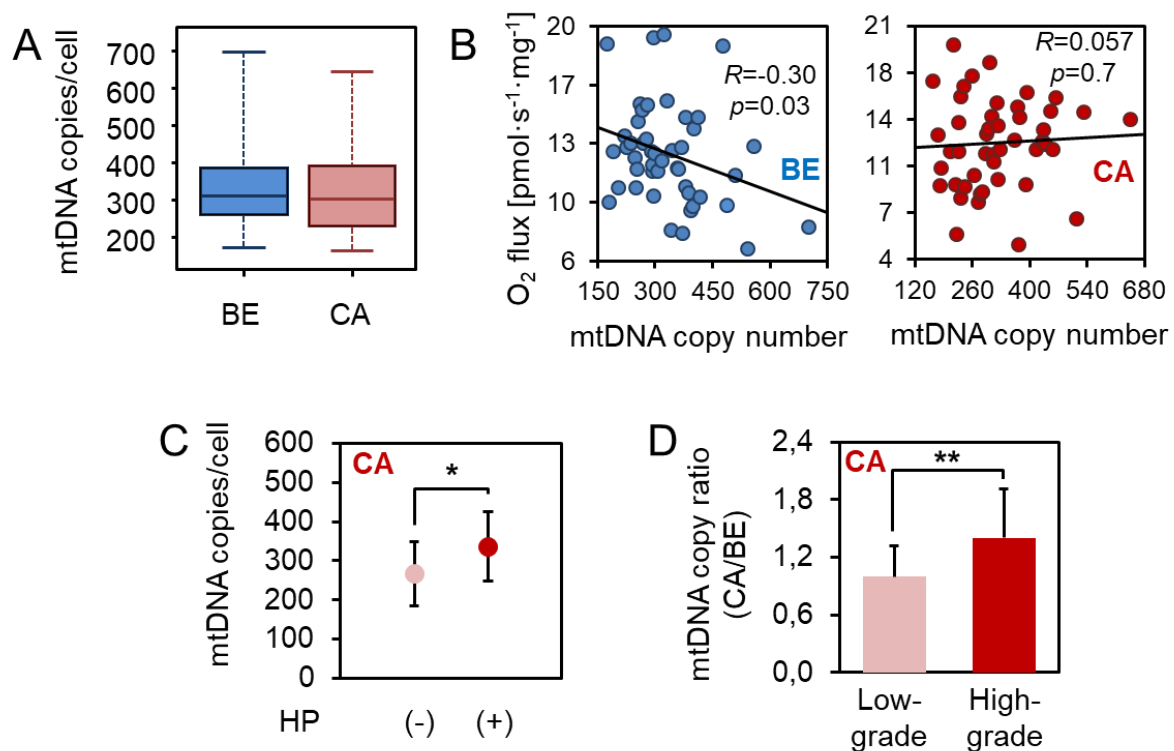 A
mtDNA copies/cell
700
600
500
400
300
200
BE
CA
B
O₂ flux [pmol·s⁻¹·mg⁻¹]
20
17
13
10
6
R=-0.30
p=0.03
BE
150
300
450
600
750
mtDNA copy number
21
18
14
11
7
4
R=0.057
p=0.7
CA
120
260
400
540
680
mtDNA copy number
C
mtDNA copies/cell
600
500
400
300
200
100
0
CA
*
HP
(-)
(+)
D
mtDNA copy ratio
(CA/BE)
2,4
1,8
1,2
0,6
0,0
CA
**
Low-
grade
High-
grade